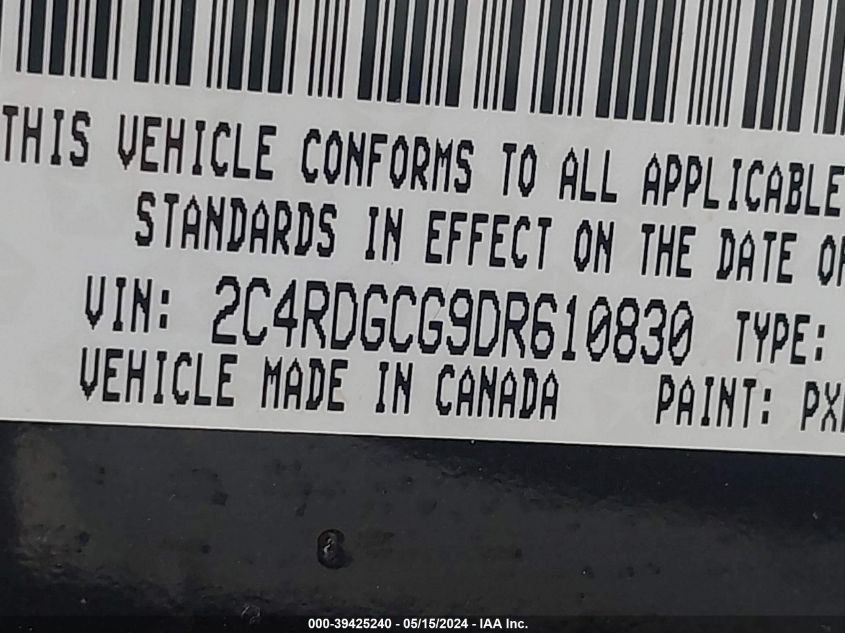 THIS VEHICLE CONFORMS TO ALL APPLICABLE
STANDARDS IN EFFECT ON THE DATE OF
VIN: 2C4RDGCG9DR610830 TYPE:
VEHICLE MADE IN CANADA PAINT: PX
000-39425240 - 05/15/2024 - IAA Inc.